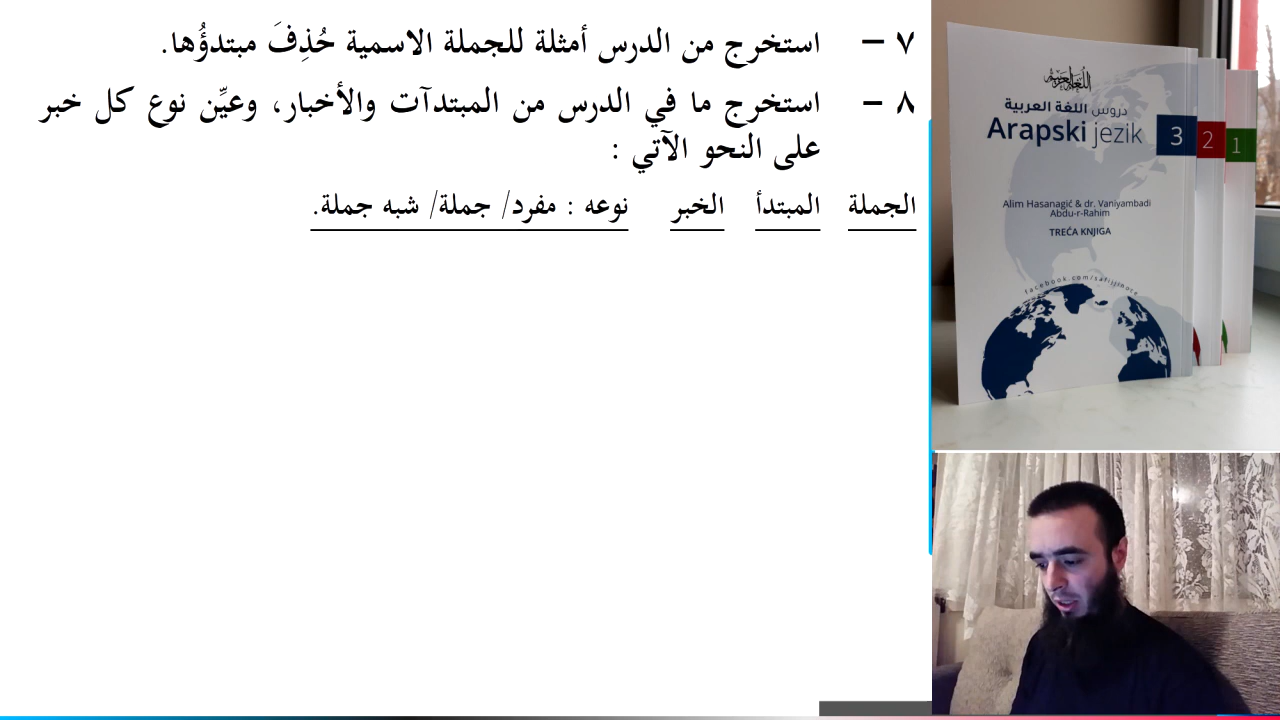 ٧ – استخرج من الدرس أمثلة للجملة الاسمية حُذِفَ مبتدؤُها.
٨ – استخرج ما في الدرس من المبتدآت والأخبار، وعيِّن نوع كل خبر
على النحو الآتي :
الجملة المبتدأ الخبر نوعه : مفرد/ جملة/ شبه جملة.
دروس اللغة العربية
Arapski jezik
3
2
1
Alim Hasanagić & dr. Vaniyambadi
Abdu-r-Rahim
TREĆA KNJIGA